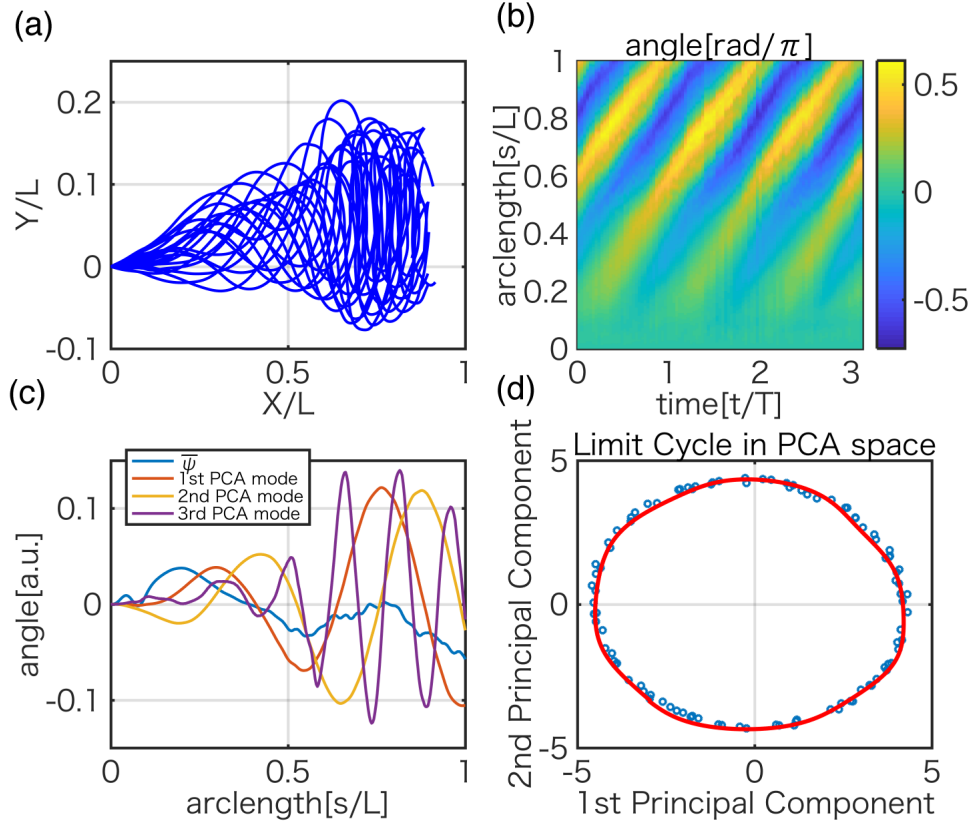 (a)
0.2
0.1
0
-0.1
Y/L
0
0.5
1
X/L
(b)
angle[rad/π]
1
0.8
0.6
0.4
0.2
0
arclength[s/L]
0
1
2
3
time[t/T]
0.5
0
-0.5
(c)
ψ̅
1st PCA mode
2nd PCA mode
3rd PCA mode
0.1
0
-0.1
angle[a.u.]
0
0.5
1
arclength[s/L]
(d)
Limit Cycle in PCA space
5
0
-5
2nd Principal Component
-5
0
5
1st Principal Component